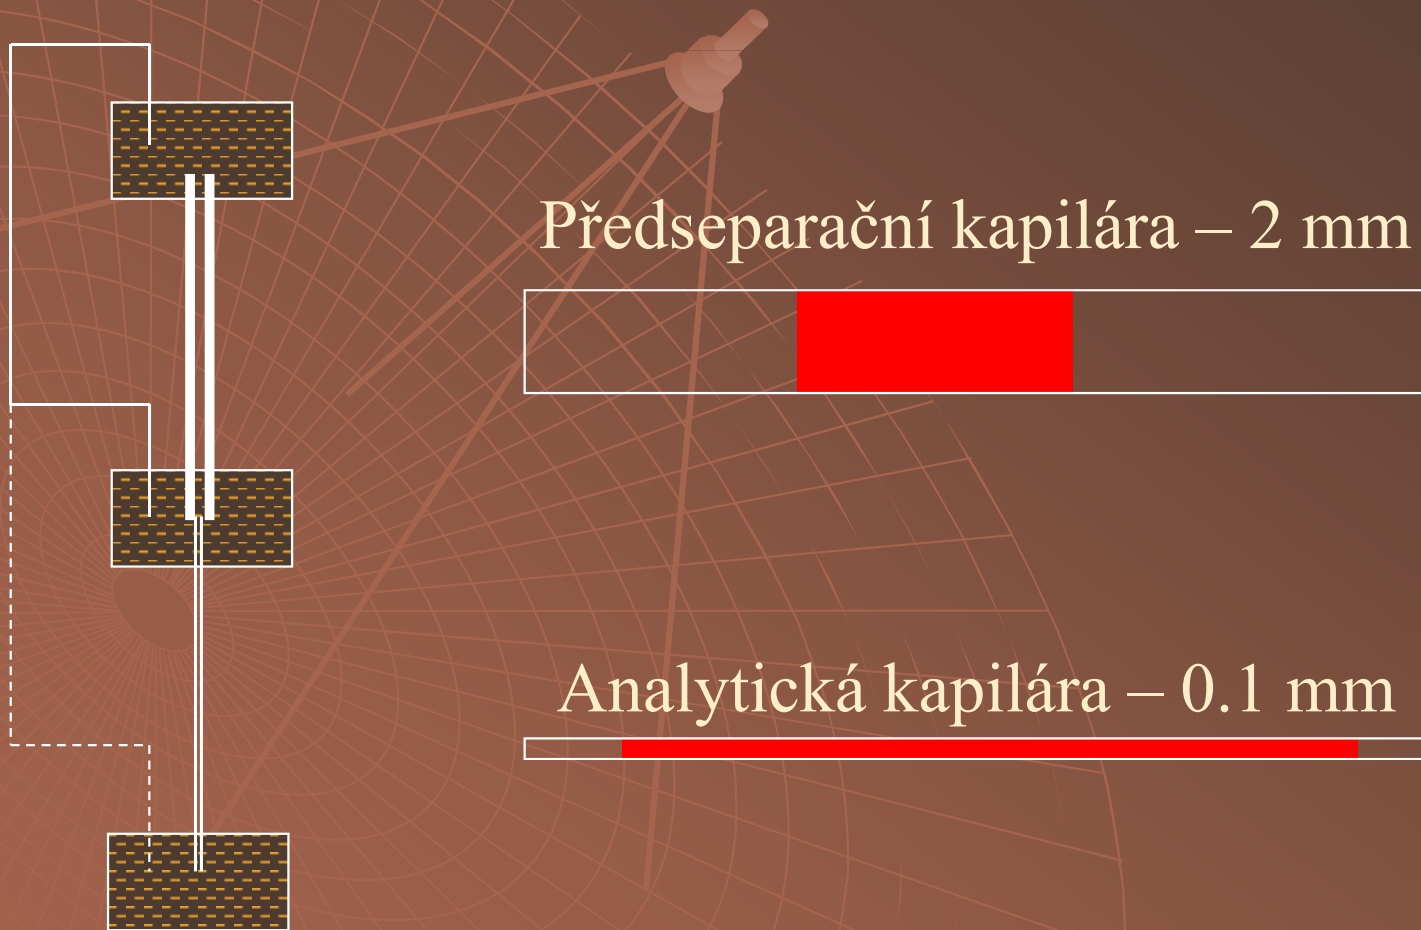 Předseparační kapilára – 2 mm
Analytická kapilára – 0.1 mm